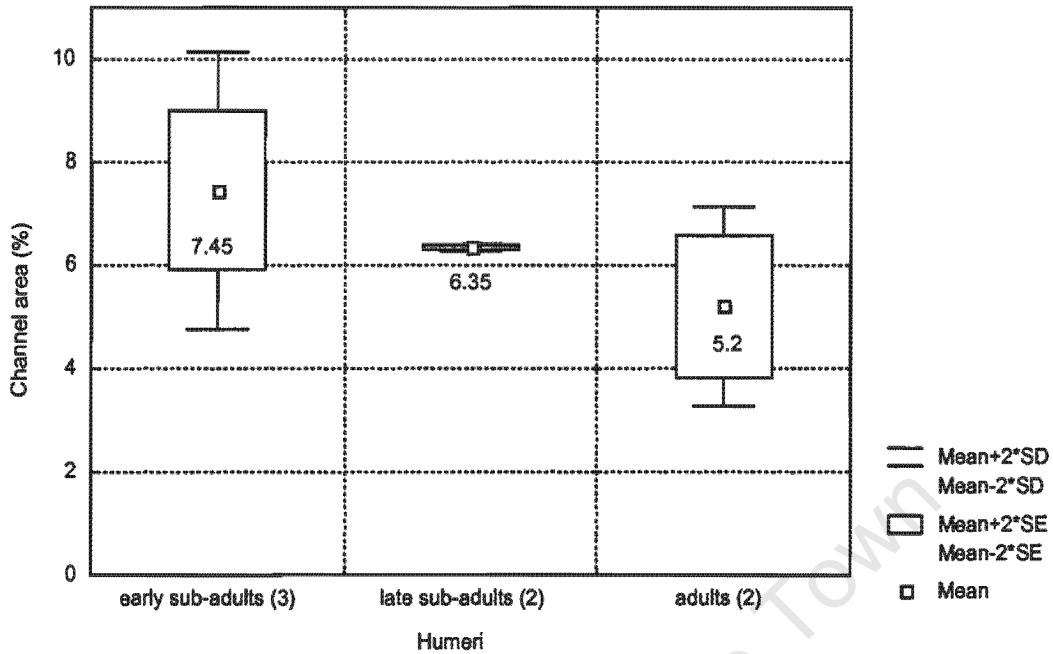 10
8
6
4
2
0
Channel area (%)
7.45
6.35
5.2
early sub-adults (3)
late sub-adults (2)
adults (2)
Humeri
Mean+2*SD
Mean-2*SD
Mean+2*SE
Mean-2*SE
Mean
Town